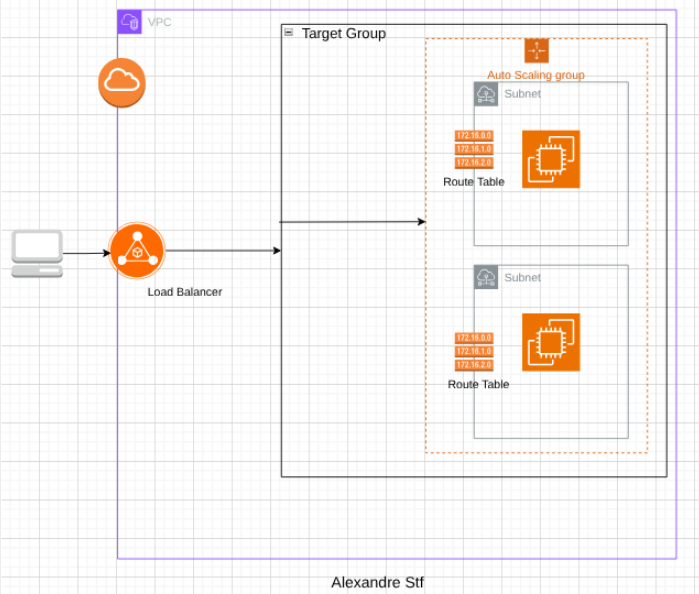 VPC
Target Group
Auto Scaling group
Subnet
172.16.0.0
172.16.1.0
172.16.2.0
Route Table
Load Balancer
Subnet
172.16.0.0
172.16.1.0
172.16.2.0
Route Table
Alexandre Stf